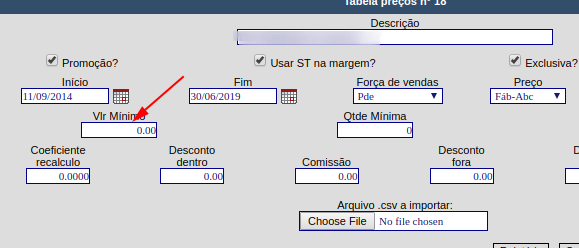 Tabela preços nº 18
Descrição
Promoção? Usar ST na margem? Exclusiva?
Início Fim Força de vendas Preço
11/09/2014 30/06/2019 Pde Fáb-Abc
Vlr Mínimo Qtde Mínima
0.00 0
Coeficiente Desconto Desconto
recalculo dentro Comissão fora
0.0000 0.00 0.00 0.00
Arquivo .csv a importar:
Choose File No file chosen